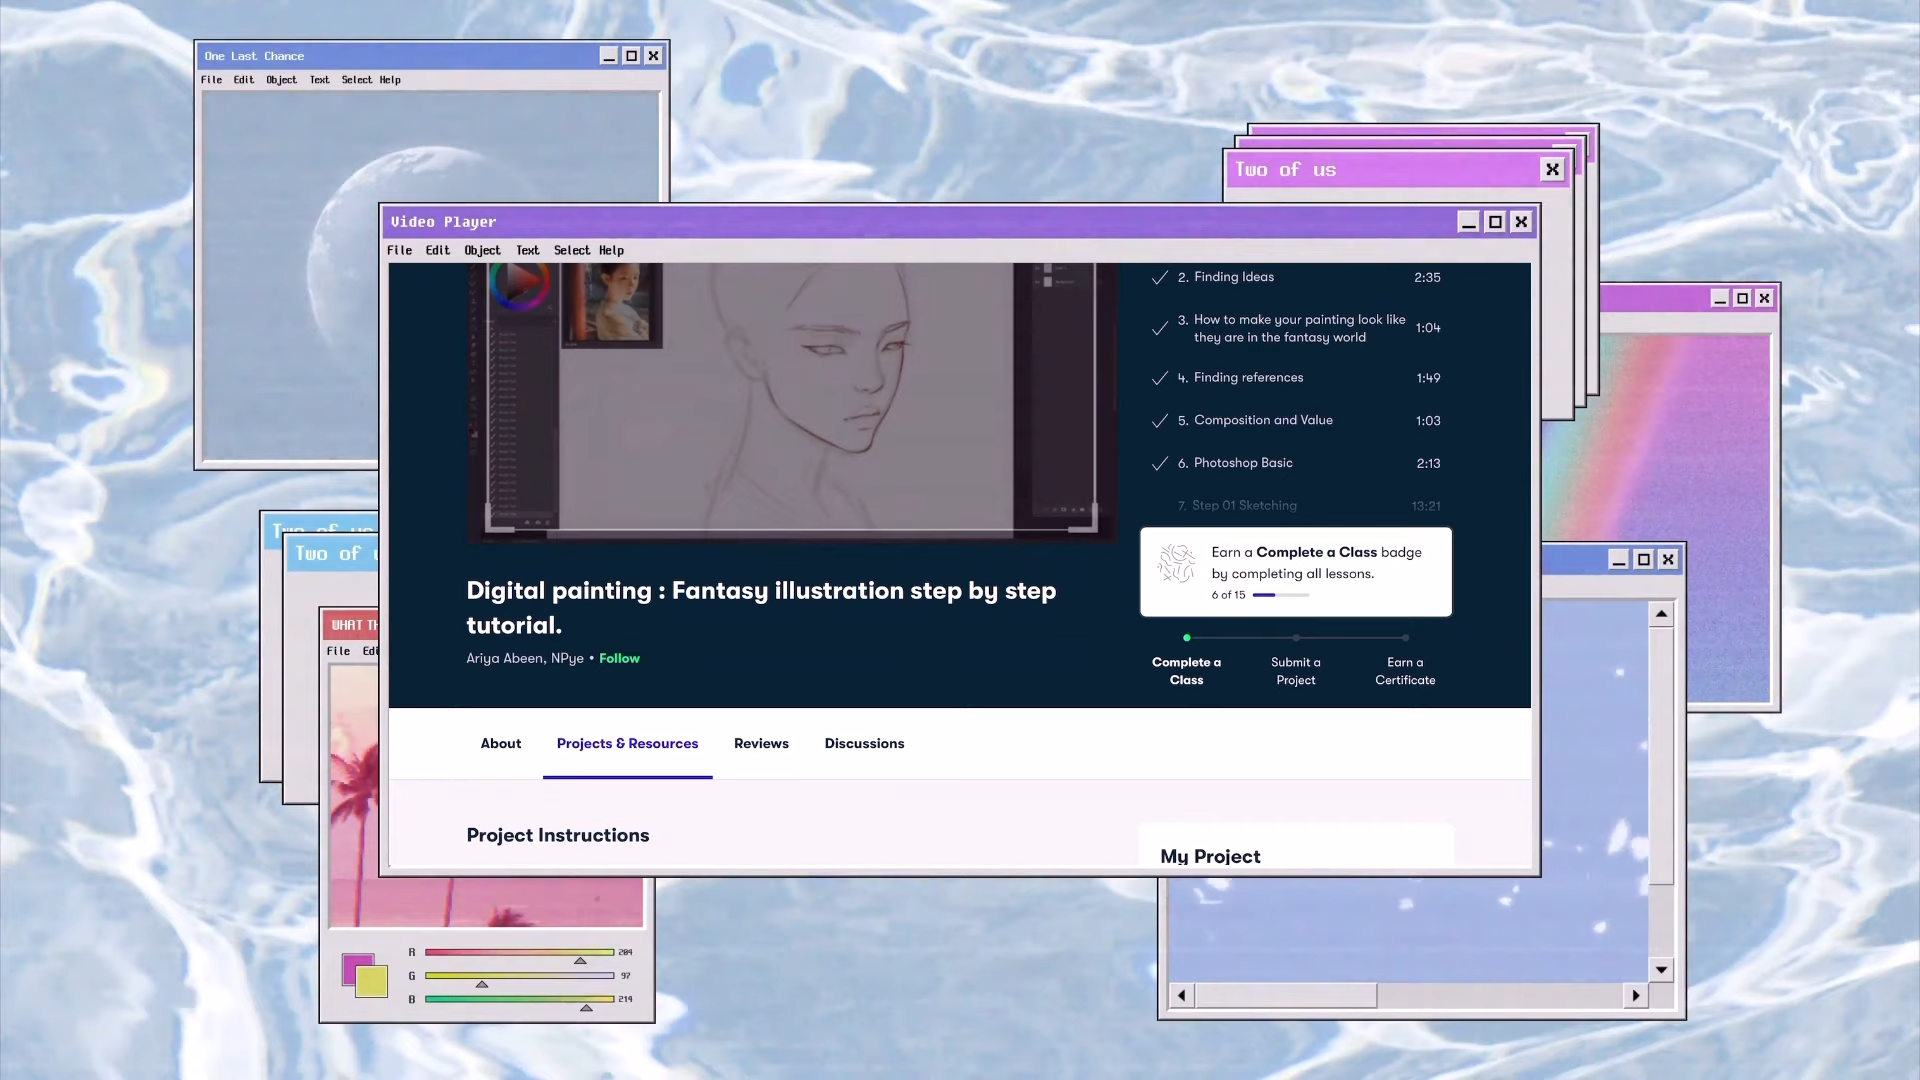 One Last Chance
File Edit Object Text Select Help
Two of us
Video Player
File Edit Object Text Select Help
2. Finding Ideas 2:35
3. How to make your painting look like
they are in the fantasy world 1:04
4. Finding references 1:49
5. Composition and Value 1:03
6. Photoshop Basic 2:13
7. Step 01 Sketching 13:21
Earn a Complete a Class badge
by completing all lessons.
6 of 15
Digital painting : Fantasy illustration step by step
tutorial.
Ariya Abeen, NPye • Follow
Complete a
Class
Submit a
Project
Earn a
Certificate
About
Projects & Resources
Reviews
Discussions
Project Instructions
My Project
Two of us
Two of
WHAT
File
R 204
G 97
B 214